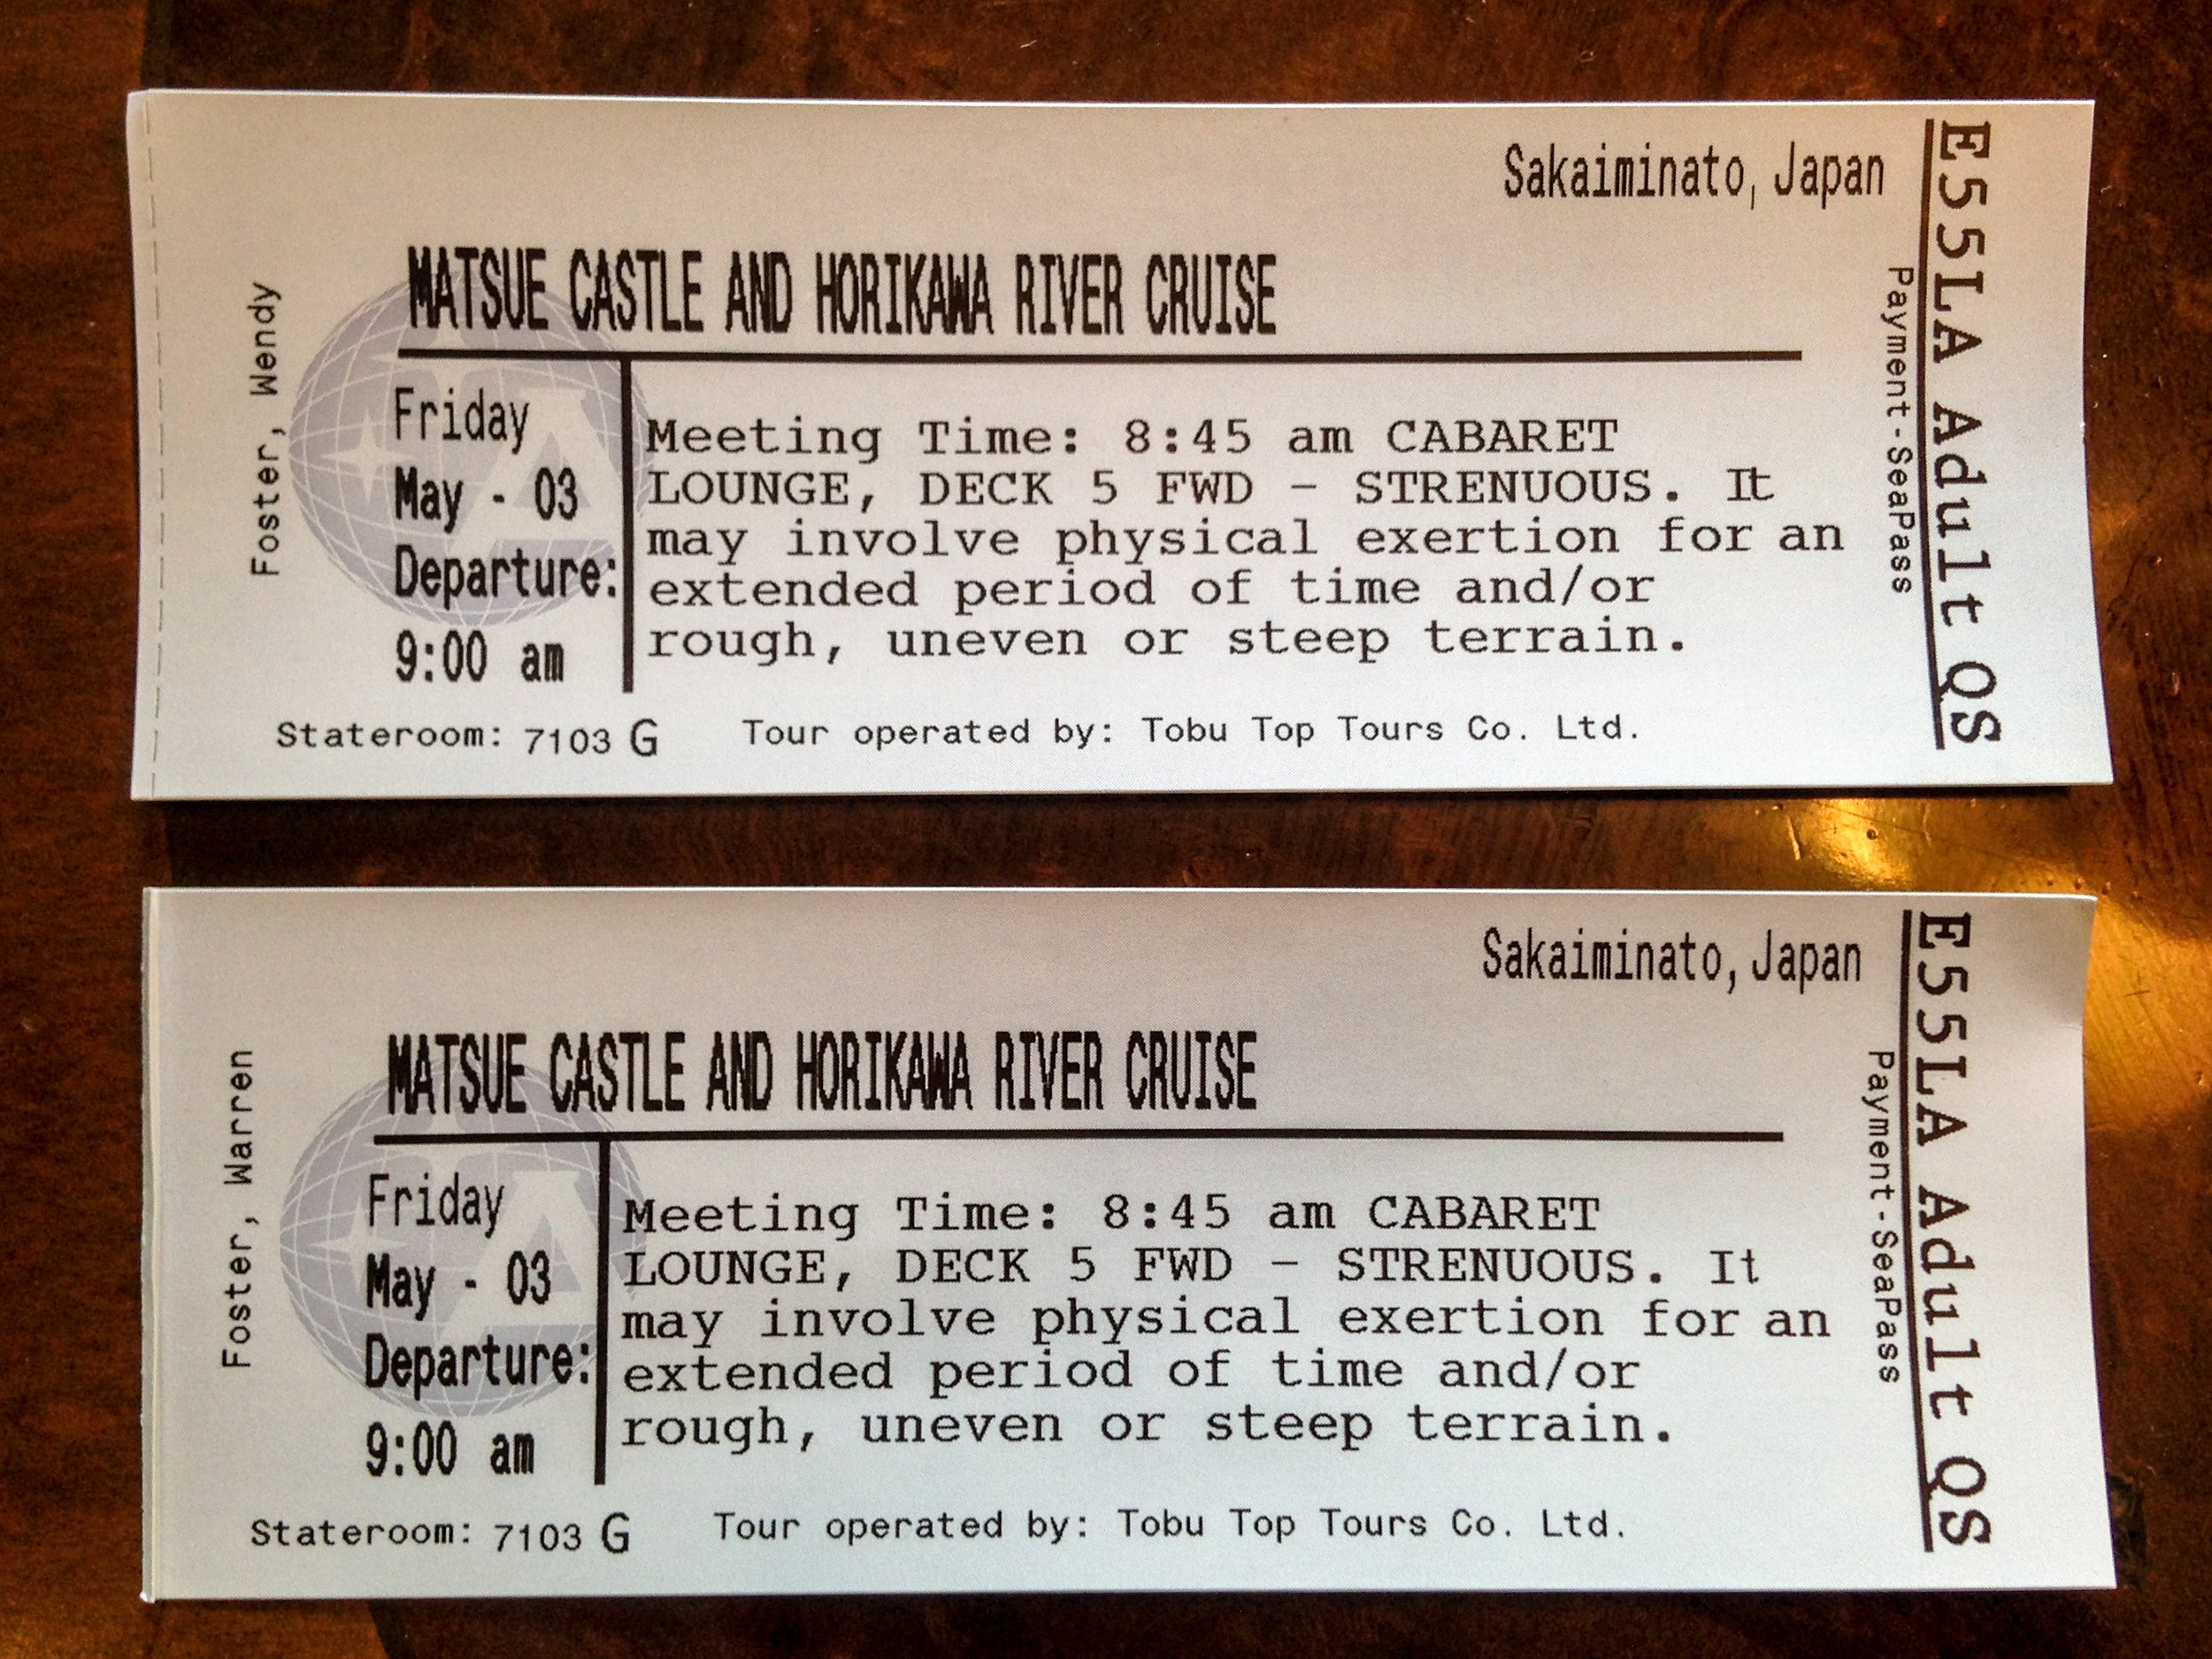 Sakaiminato, Japan
MATSUE CASTLE AND HORIKAWA RIVER CRUISE
Foster, Wendy
Friday
May - 03
Departure:
9:00 am
Meeting Time: 8:45 am CABARET
LOUNGE, DECK 5 FWD - STRENUOUS. It
may involve physical exertion for an
extended period of time and/or
rough, uneven or steep terrain.
Stateroom: 7103 G Tour operated by: Tobu Top Tours Co. Ltd.
Payment-SeaPass
E55LA Adult QS
Sakaiminato, Japan
MATSUE CASTLE AND HORIKAWA RIVER CRUISE
Foster, Warren
Friday
May - 03
Departure:
9:00 am
Meeting Time: 8:45 am CABARET
LOUNGE, DECK 5 FWD - STRENUOUS. It
may involve physical exertion for an
extended period of time and/or
rough, uneven or steep terrain.
Stateroom: 7103 G Tour operated by: Tobu Top Tours Co. Ltd.
Payment-SeaPass
E55LA Adult QS